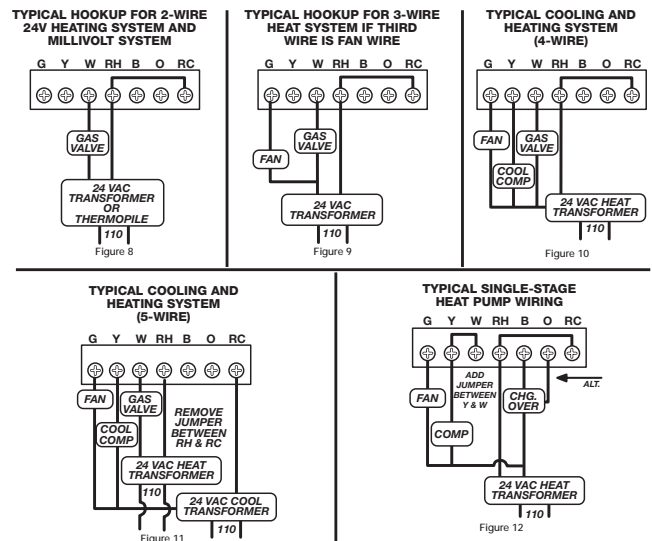 TYPICAL HOOKUP FOR 2-WIRE
24V HEATING SYSTEM AND
MILLIVOLT SYSTEM
G Y W RH B O RC
GAS
VALVE
24 VAC
TRANSFORMER
OR
THERMOPILE
110
Figure 8
TYPICAL HOOKUP FOR 3-WIRE
HEAT SYSTEM IF THIRD
WIRE IS FAN WIRE
G Y W RH B O RC
GAS
VALVE
FAN
24 VAC
TRANSFORMER
110
Figure 9
TYPICAL COOLING AND
HEATING SYSTEM
(4-WIRE)
G Y W RH B O RC
FAN
GAS
VALVE
COOL
COMP
24 VAC HEAT
TRANSFORMER
110
Figure 10
TYPICAL COOLING AND
HEATING SYSTEM
(5-WIRE)
G Y W RH B O RC
FAN
GAS
VALVE
COOL
COMP
REMOVE
JUMPER
BETWEEN
RH & RC
24 VAC HEAT
TRANSFORMER
110
24 VAC COOL
TRANSFORMER
110
Figure 11
TYPICAL SINGLE-STAGE
HEAT PUMP WIRING
G Y W RH B O RC
ADD
JUMPER
BETWEEN
Y & W
ALT.
FAN
CHG.
OVER
COMP
24 VAC HEAT
TRANSFORMER
110
Figure 12